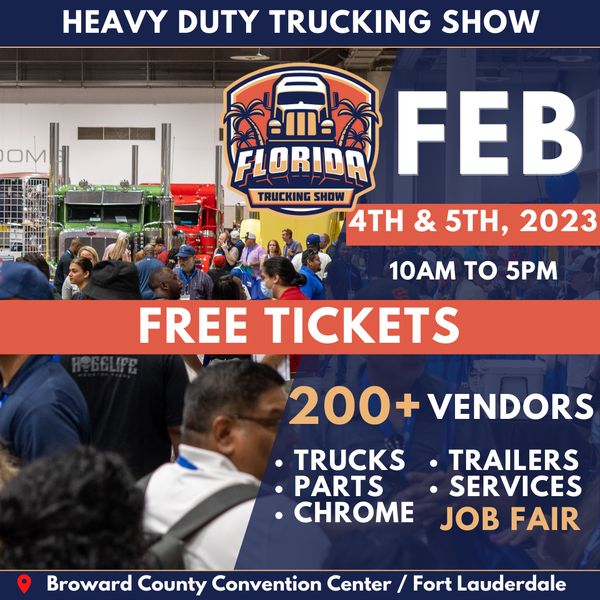 HEAVY DUTY TRUCKING SHOW
FLORIDA
TRUCKING SHOW
FEB
4TH & 5TH, 2023
10AM TO 5PM
FREE TICKETS
HOGGLIFE
200+ VENDORS
• TRUCKS
• PARTS
• CHROME
• TRAILERS
• SERVICES
JOB FAIR
Broward County Convention Center / Fort Lauderdale